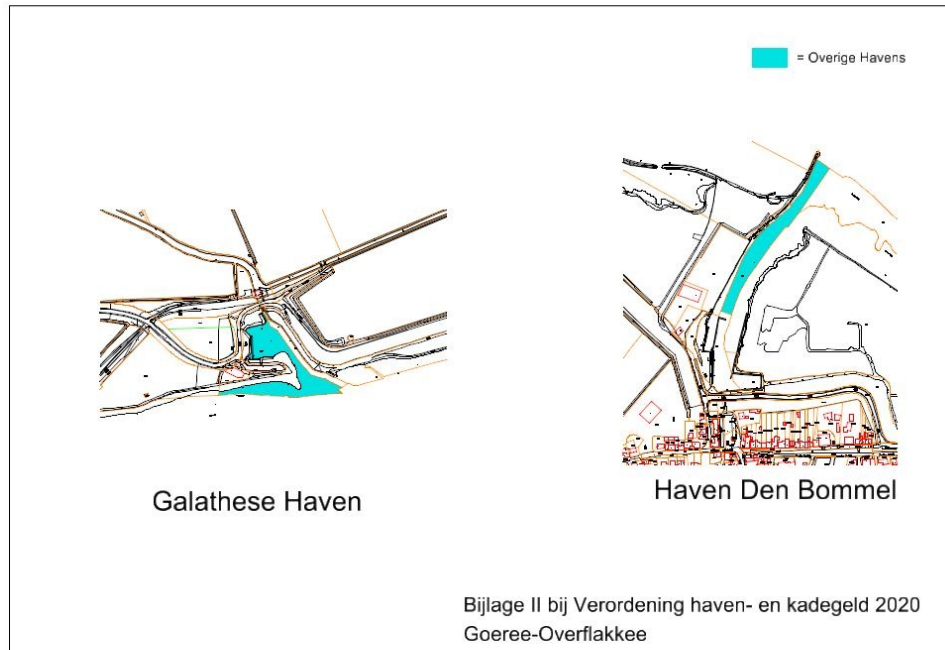 = Overige Havens
Galathese Haven
Haven Den Bommel
Bijlage II bij Verordening haven- en kadegeld 2020
Goeree-Overflakkee